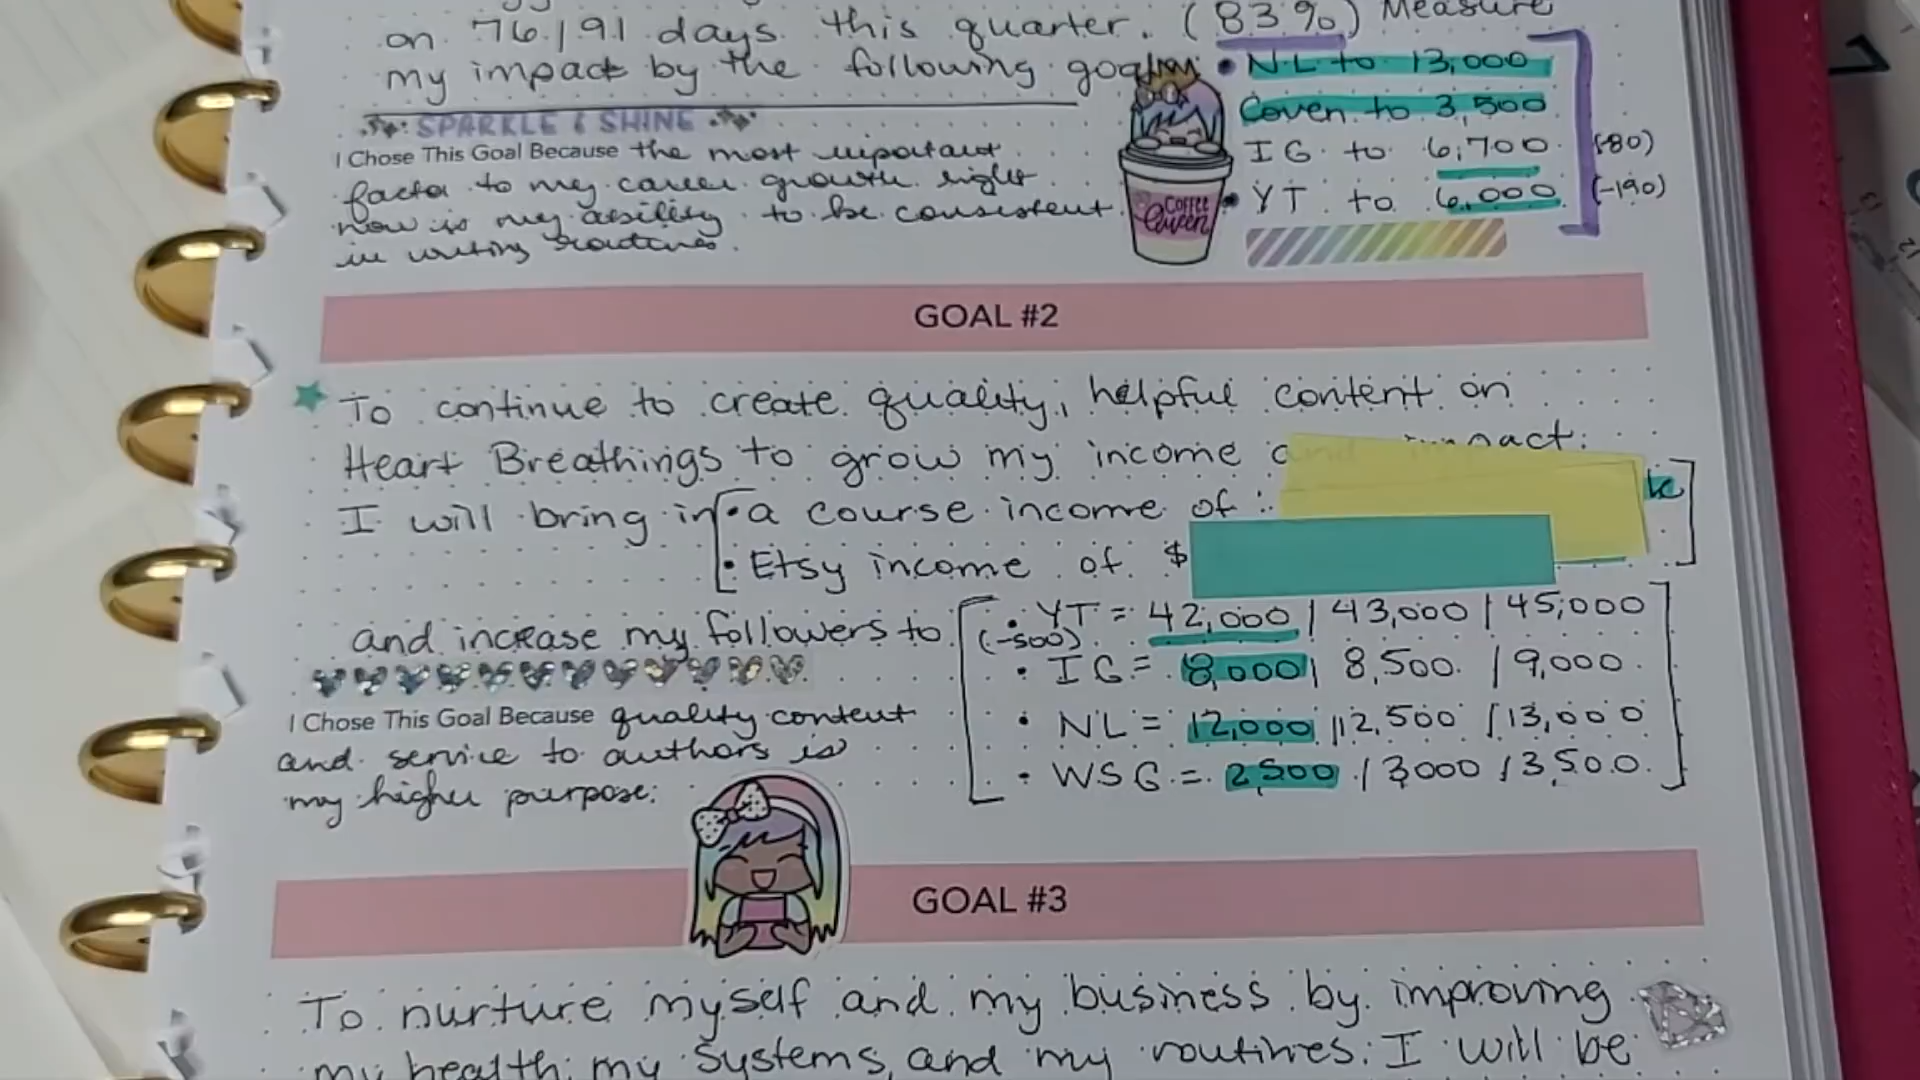 on 76/91 days this quarter. (83%) Measure
my impact by the following goals:
• NL to 13,000
Coven to 3,500
IG to 6,700 (-80)
• YT to 6,000 (-190)
SPARKLE & SHINE
I Chose This Goal Because the most important
factor to my career growth right
now is my ability to be consistent
in writing routines.
Coffee
Queen
GOAL #2
To continue to create quality, helpful content on
Heart Breathings to grow my income and impact.
I will bring in • a course income of :
• Etsy income of $
and increase my followers to
• YT = 42,000 / 43,000 / 45,000
(-500)
• IG = 8,000 / 8,500 / 9,000
• NL = 12,000 / 12,500 / 13,000
• WSG = 2,500 / 3,000 / 3,500
I Chose This Goal Because quality content
and service to authors is
my higher purpose.
GOAL #3
To nurture myself and my business by improving
my health, my systems, and my routines. I will be